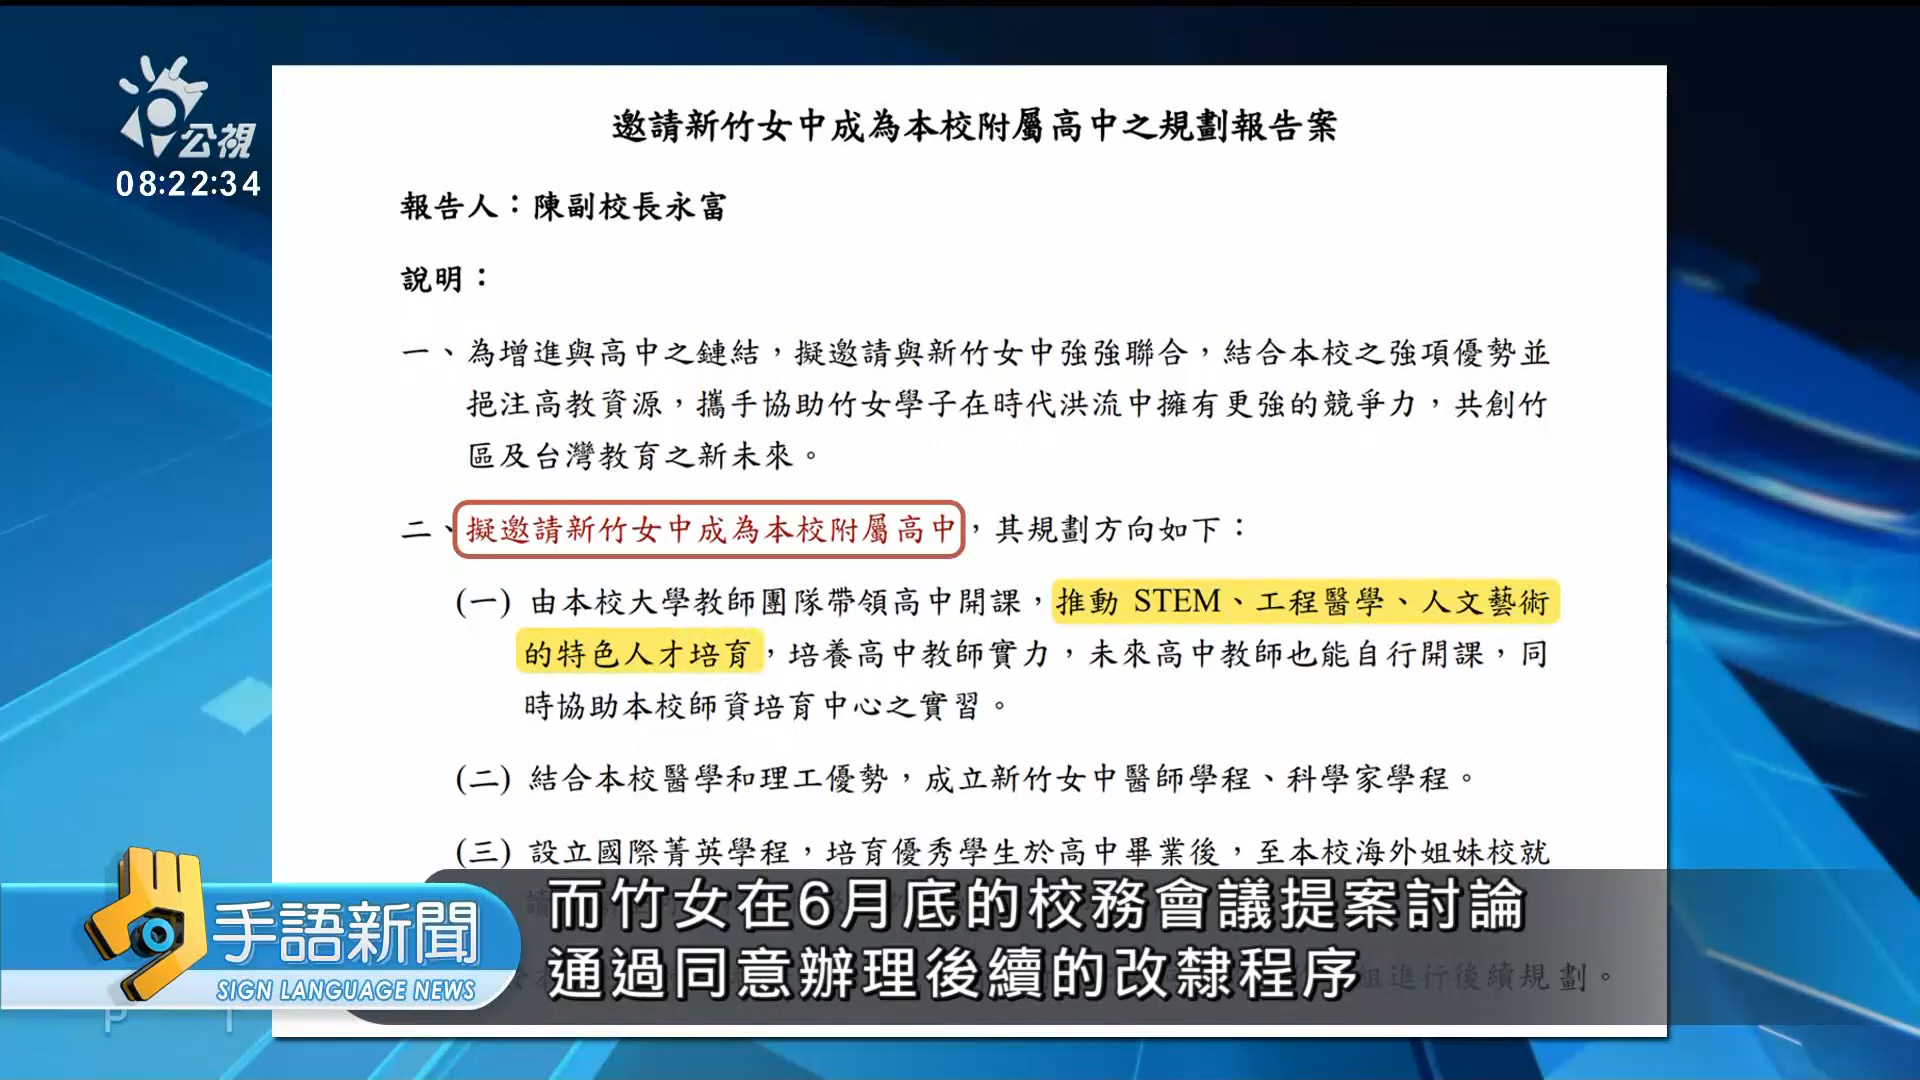 公視
08:22:34
邀請新竹女中成為本校附屬高中之規劃報告案
報告人：陳副校長永富
說明：
一、為增進與高中之鏈結，擬邀請與新竹女中強強聯合，結合本校之強項優勢並
挹注高教資源，攜手協助竹女學子在時代洪流中擁有更強的競爭力，共創竹
區及台灣教育之新未來。
二、擬邀請新竹女中成為本校附屬高中，其規劃方向如下：
(一) 由本校大學教師團隊帶領高中開課，推動 STEM、工程醫學、人文藝術
的特色人才培育，培養高中教師實力，未來高中教師也能自行開課，同
時協助本校師資培育中心之實習。
(二) 結合本校醫學和理工優勢，成立新竹女中醫師學程、科學家學程。
(三) 設立國際菁英學程，培育優秀學生於高中畢業後，至本校海外姐妹校就
而竹女在6月底的校務會議提案討論
通過同意辦理後續的改隸程序
組進行後續規劃。
手語新聞
SIGN LANGUAGE NEWS
P T